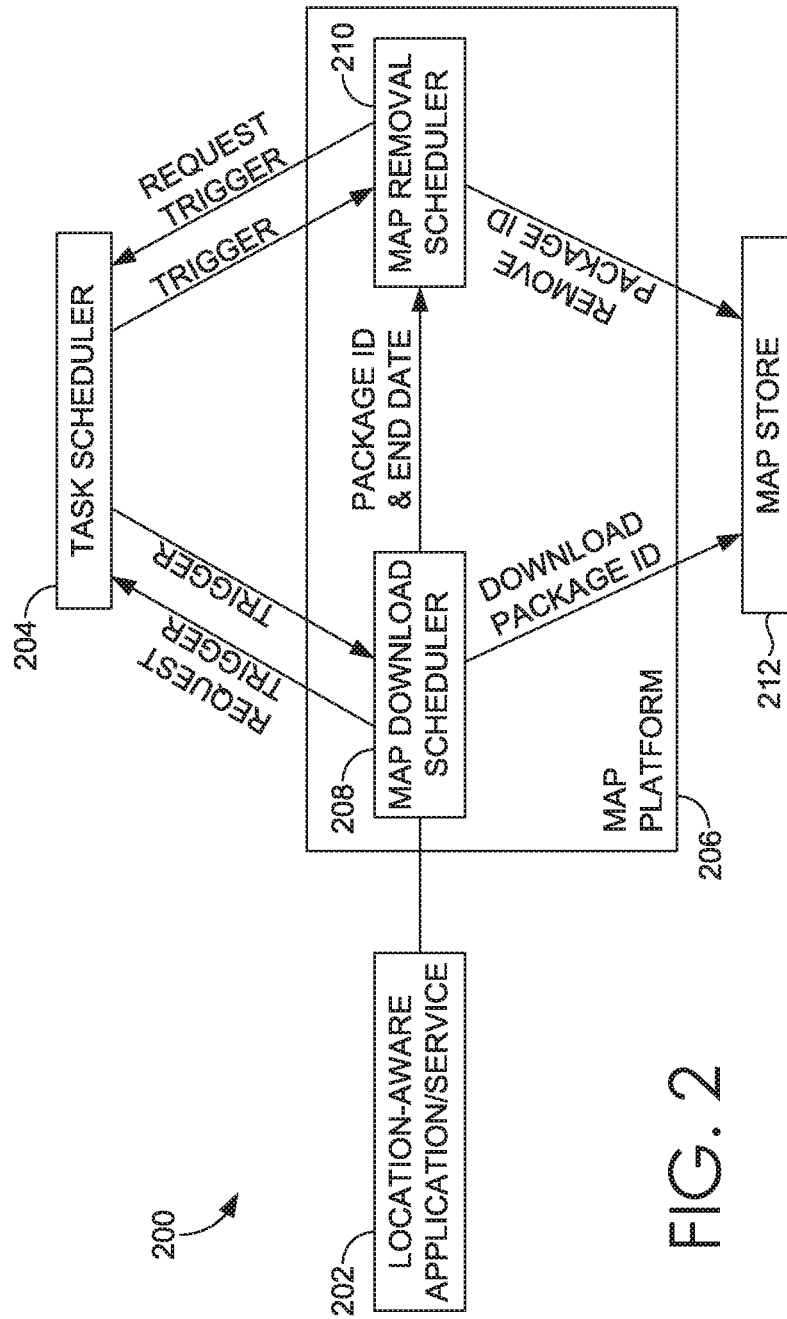 200
202
LOCATION-AWARE
APPLICATION/SERVICE
204
TASK SCHEDULER
REQUEST
TRIGGER
TRIGGER
TRIGGER
REQUEST
TRIGGER
208
MAP DOWNLOAD
SCHEDULER
PACKAGE ID
& END DATE
210
MAP REMOVAL
SCHEDULER
DOWNLOAD
PACKAGE ID
REMOVE
PACKAGE ID
MAP
PLATFORM
206
212
MAP STORE
FIG. 2